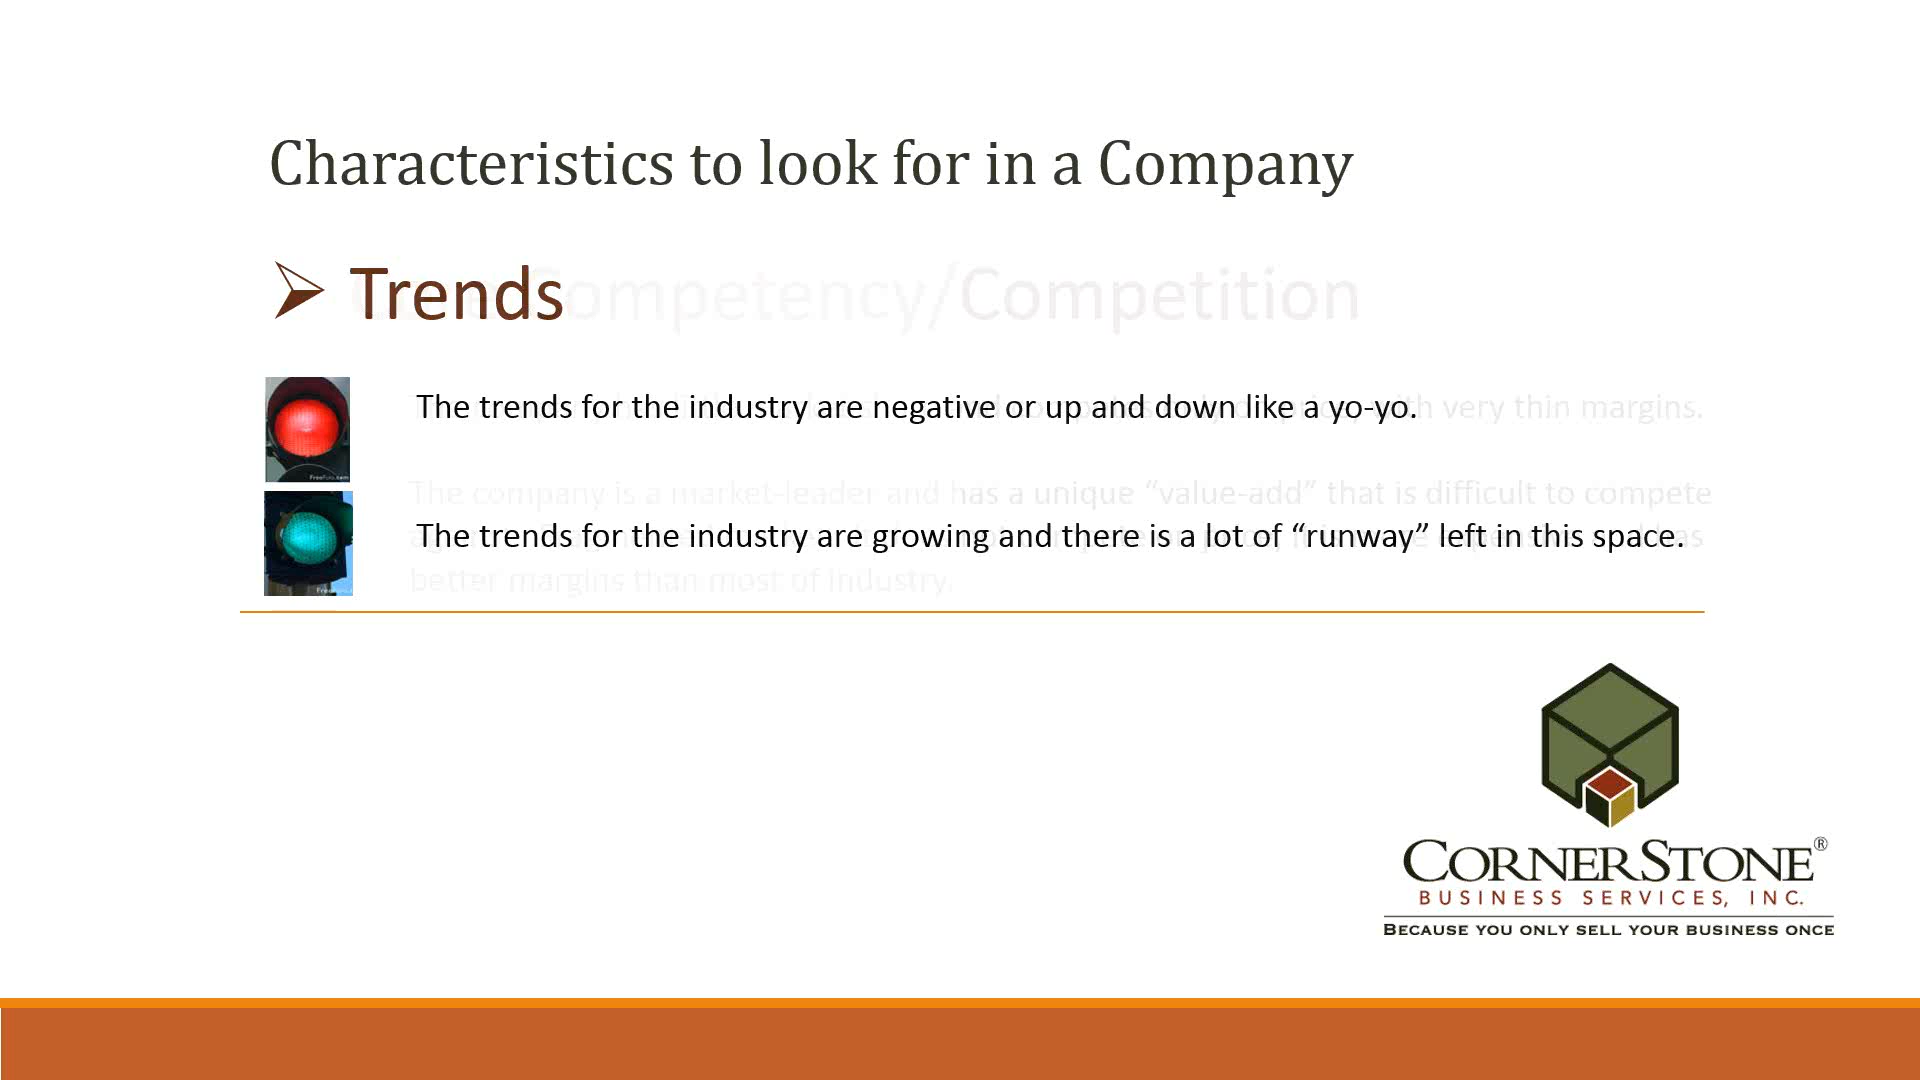 Characteristics to look for in a Company
Trends
Competency/Competition
The trends for the industry are negative or up and down like a yo-yo.
with very thin margins.
The company is a market-leader and has a unique “value-add” that is difficult to compete
The trends for the industry are growing and there is a lot of “runway” left in this space.
better margins than most of industry.
CORNERSTONE®
BUSINESS SERVICES, INC.
BECAUSE YOU ONLY SELL YOUR BUSINESS ONCE